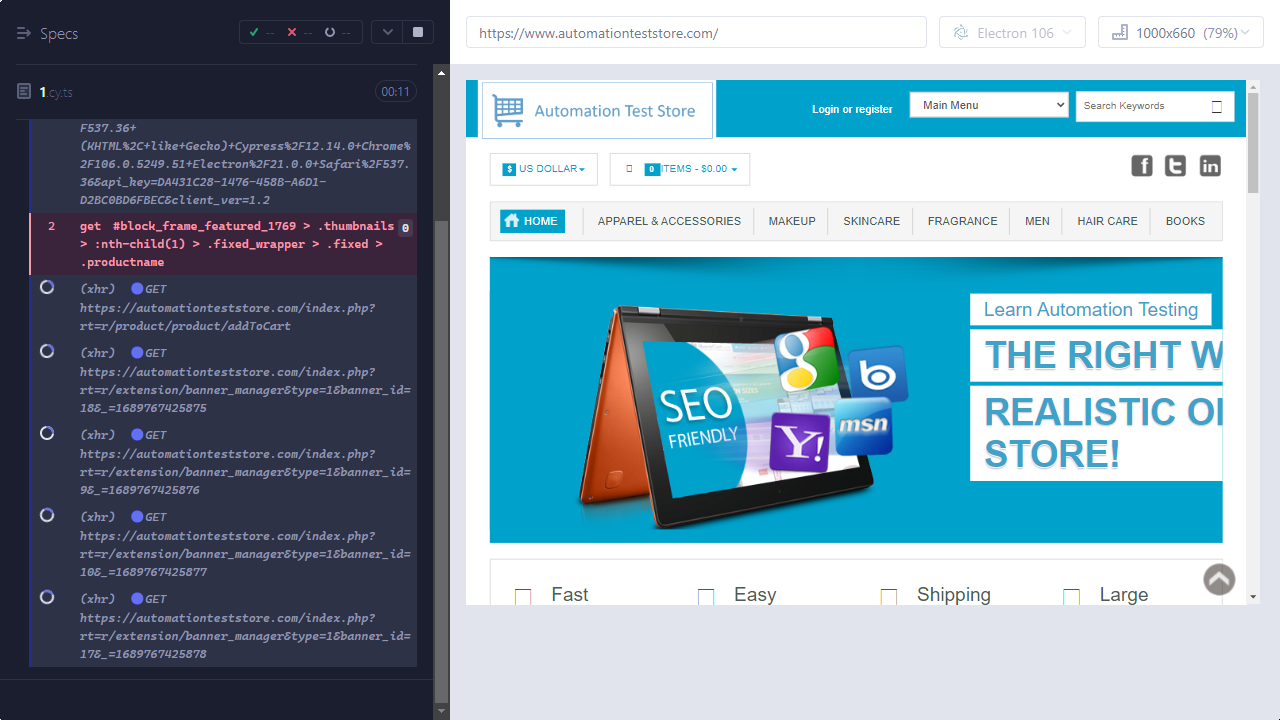 Specs
--
--
--
1.cy.ts
00:11
F537.36+
(KHTML%2C+like+Gecko)+Cypress%2F12.14.0+Chrome%
2F106.0.5249.51+Electron%2F21.0.0+Safari%2F537.
36&api_key=DA431C28-1476-458B-A6D1-
D2BC0BD6FBEC&client_ver=1.2
2 get #block_frame_featured_1769 > .thumbnails 0
> :nth-child(1) > .fixed_wrapper > .fixed >
.productname
(xhr) GET
https://automationteststore.com/index.php?
rt=r/product/product/addToCart
(xhr) GET
https://automationteststore.com/index.php?
rt=r/extension/banner_manager&type=1&banner_id=
18&_=1689767425875
(xhr) GET
https://automationteststore.com/index.php?
rt=r/extension/banner_manager&type=1&banner_id=
9&_=1689767425876
(xhr) GET
https://automationteststore.com/index.php?
rt=r/extension/banner_manager&type=1&banner_id=
10&_=1689767425877
(xhr) GET
https://automationteststore.com/index.php?
rt=r/extension/banner_manager&type=1&banner_id=
17&_=1689767425878
https://www.automationteststore.com/
Electron 106
1000x660 (79%)
Automation Test Store
Login or register
Main Menu
Search Keywords
$ US DOLLAR
0 ITEMS - $0.00
f t in
HOME
APPAREL & ACCESSORIES
MAKEUP
SKINCARE
FRAGRANCE
MEN
HAIR CARE
BOOKS
SEO
FRIENDLY
g
b
Y!
msn
Learn Automation Testing
THE RIGHT W
REALISTIC O
STORE!
Fast
Easy
Shipping
Large